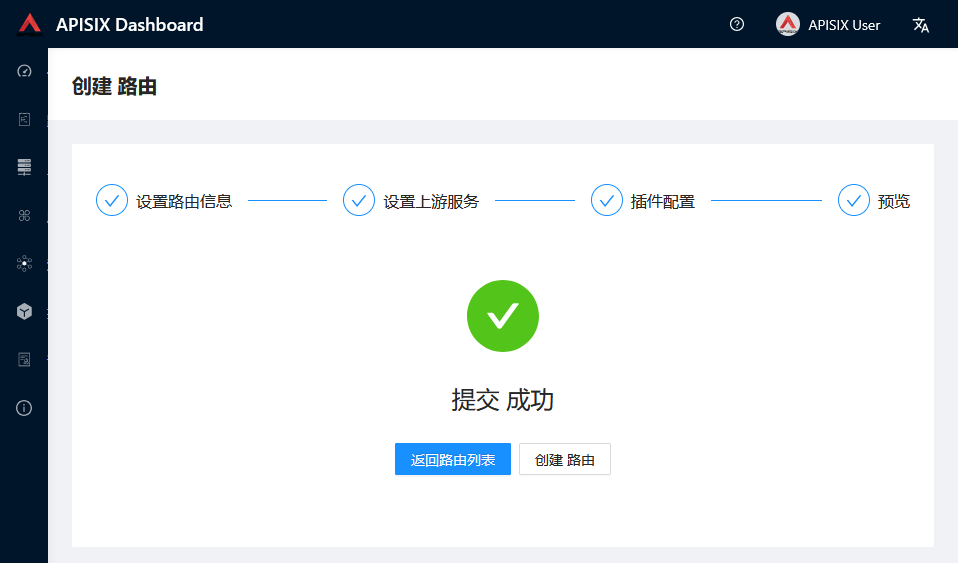 APISIX Dashboard
APISIX User
创建 路由
设置路由信息
设置上游服务
插件配置
预览
提交 成功
返回路由列表
创建 路由